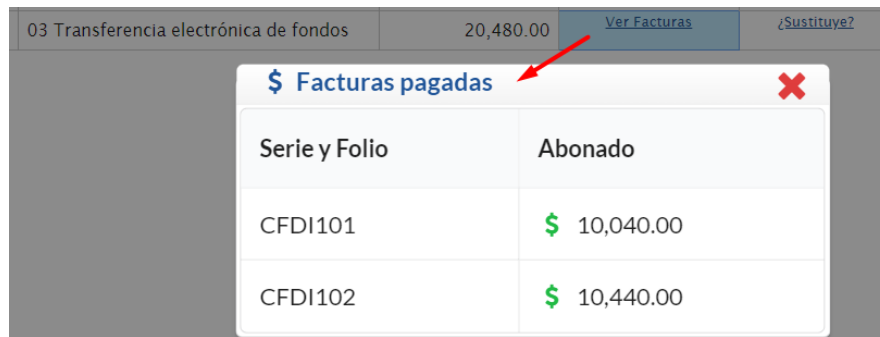 03 Transferencia electrónica de fondos 20,480.00 Ver Facturas ¿Sustituye?
$ Facturas pagadas
Serie y Folio Abonado
CFDI101 $ 10,040.00
CFDI102 $ 10,440.00